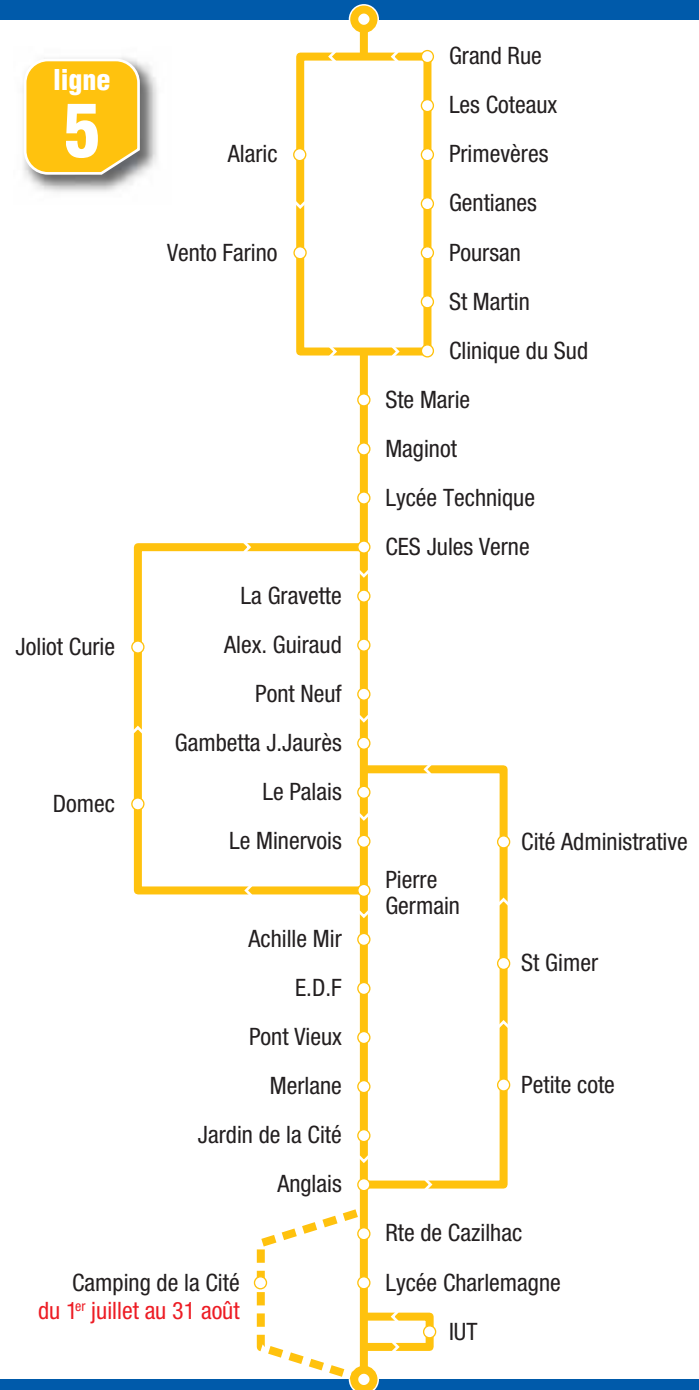 ligne
5
Grand Rue
Les Coteaux
Alaric
Primevères
Gentianes
Vento Farino
Poursan
St Martin
Clinique du Sud
Ste Marie
Maginot
Lycée Technique
CES Jules Verne
La Gravette
Joliot Curie
Alex. Guiraud
Pont Neuf
Gambetta J.Jaurès
Le Palais
Domec
Le Minervois
Cité Administrative
Pierre
Germain
Achille Mir
St Gimer
E.D.F
Pont Vieux
Merlane
Petite cote
Jardin de la Cité
Anglais
Rte de Cazilhac
Camping de la Cité
du 1er juillet au 31 août
Lycée Charlemagne
IUT